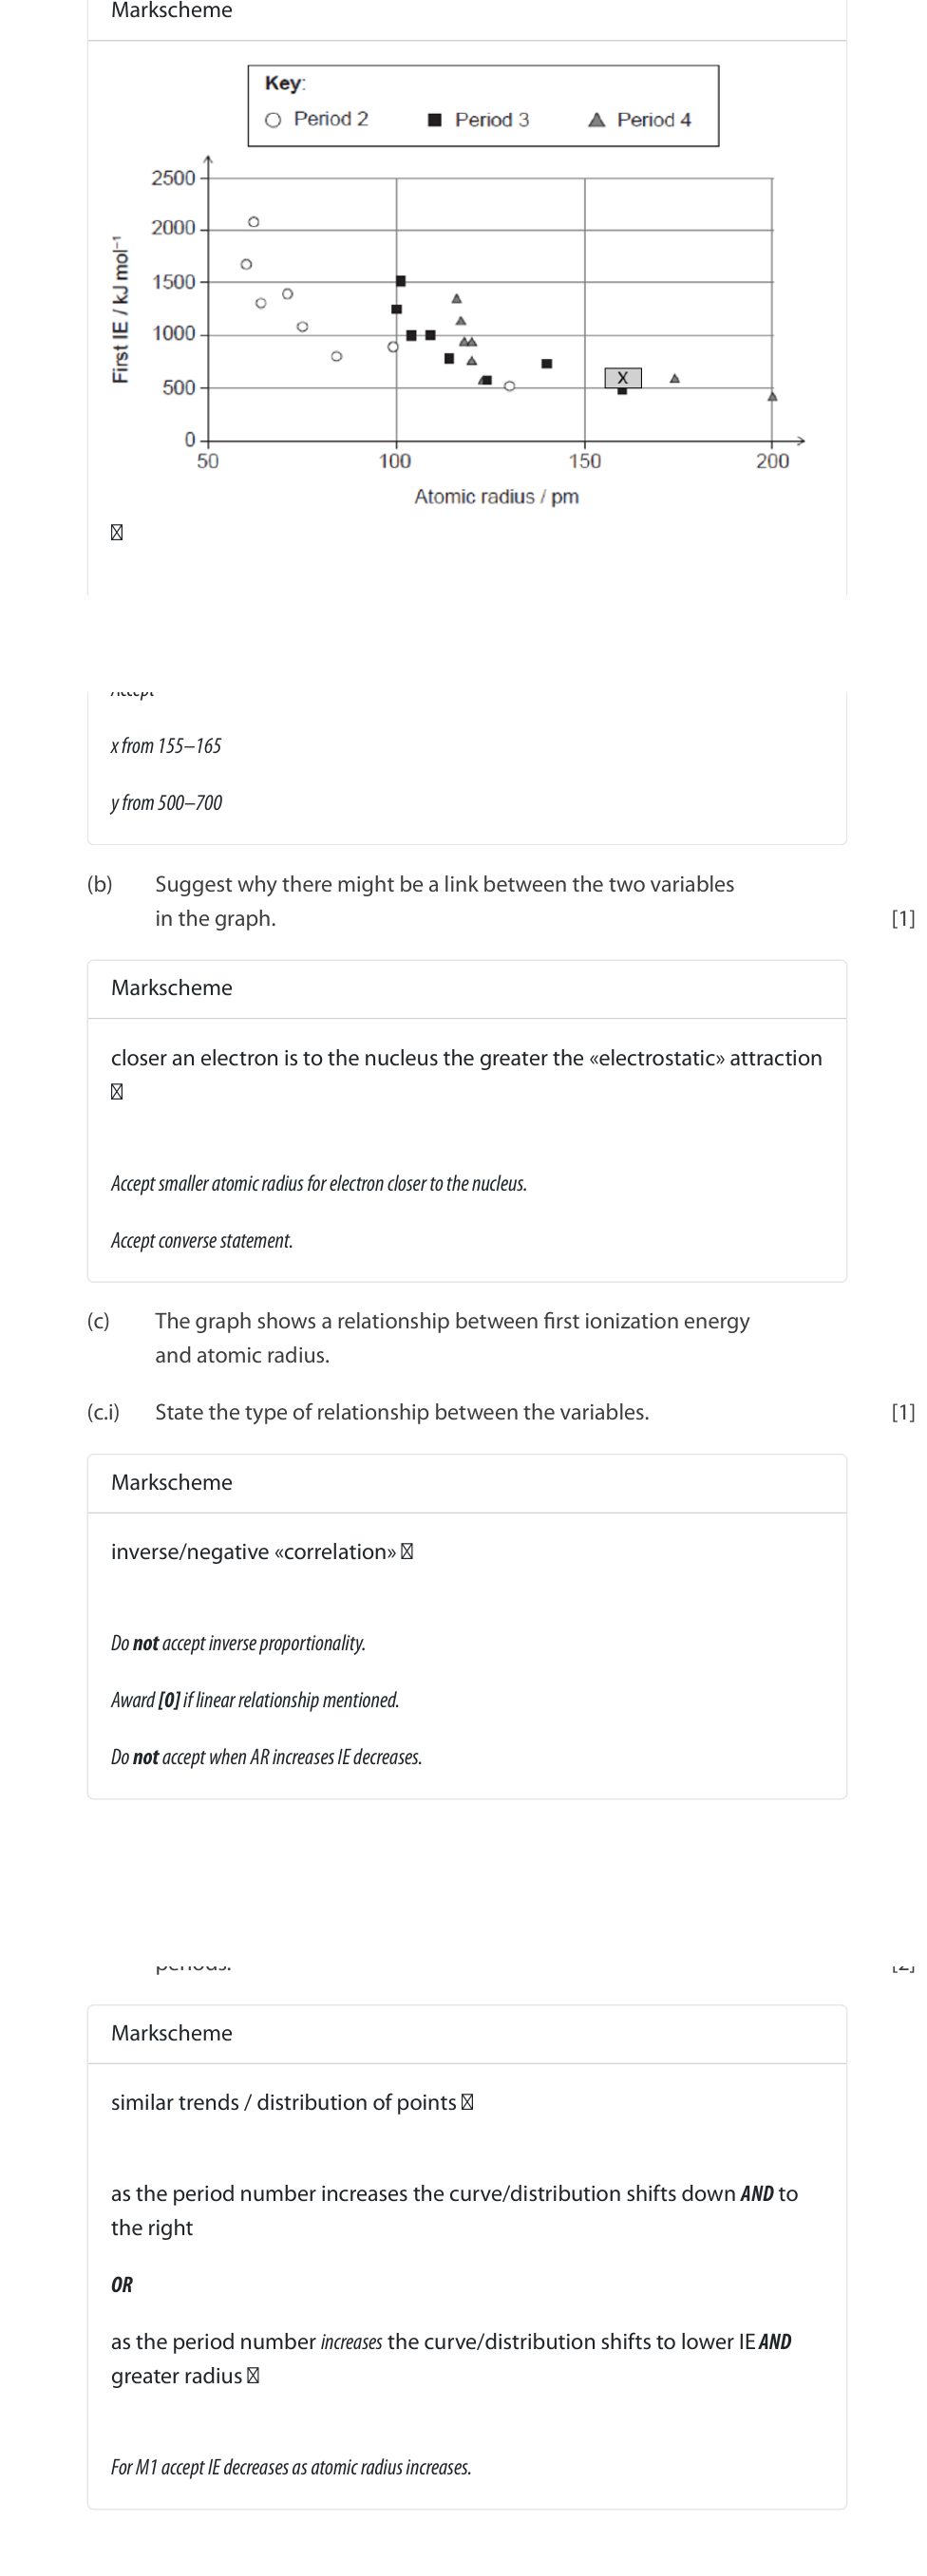 Markscheme
Key:
Period 2 Period 3 Period 4
2500
2000
1500
1000
500
0
First IE / kJ mol⁻¹
X
50 100 150 200
Atomic radius / pm
x from 155–165
y from 500–700
(b) Suggest why there might be a link between the two variables
in the graph. [1]
Markscheme
closer an electron is to the nucleus the greater the «electrostatic» attraction
Accept smaller atomic radius for electron closer to the nucleus.
Accept converse statement.
(c) The graph shows a relationship between first ionization energy
and atomic radius.
(c.i) State the type of relationship between the variables. [1]
Markscheme
inverse/negative «correlation»
Do not accept inverse proportionality.
Award [0] if linear relationship mentioned.
Do not accept when AR increases IE decreases.
periods. [2]
Markscheme
similar trends / distribution of points
as the period number increases the curve/distribution shifts down AND to
the right
OR
as the period number increases the curve/distribution shifts to lower IE AND
greater radius
For M1 accept IE decreases as atomic radius increases.